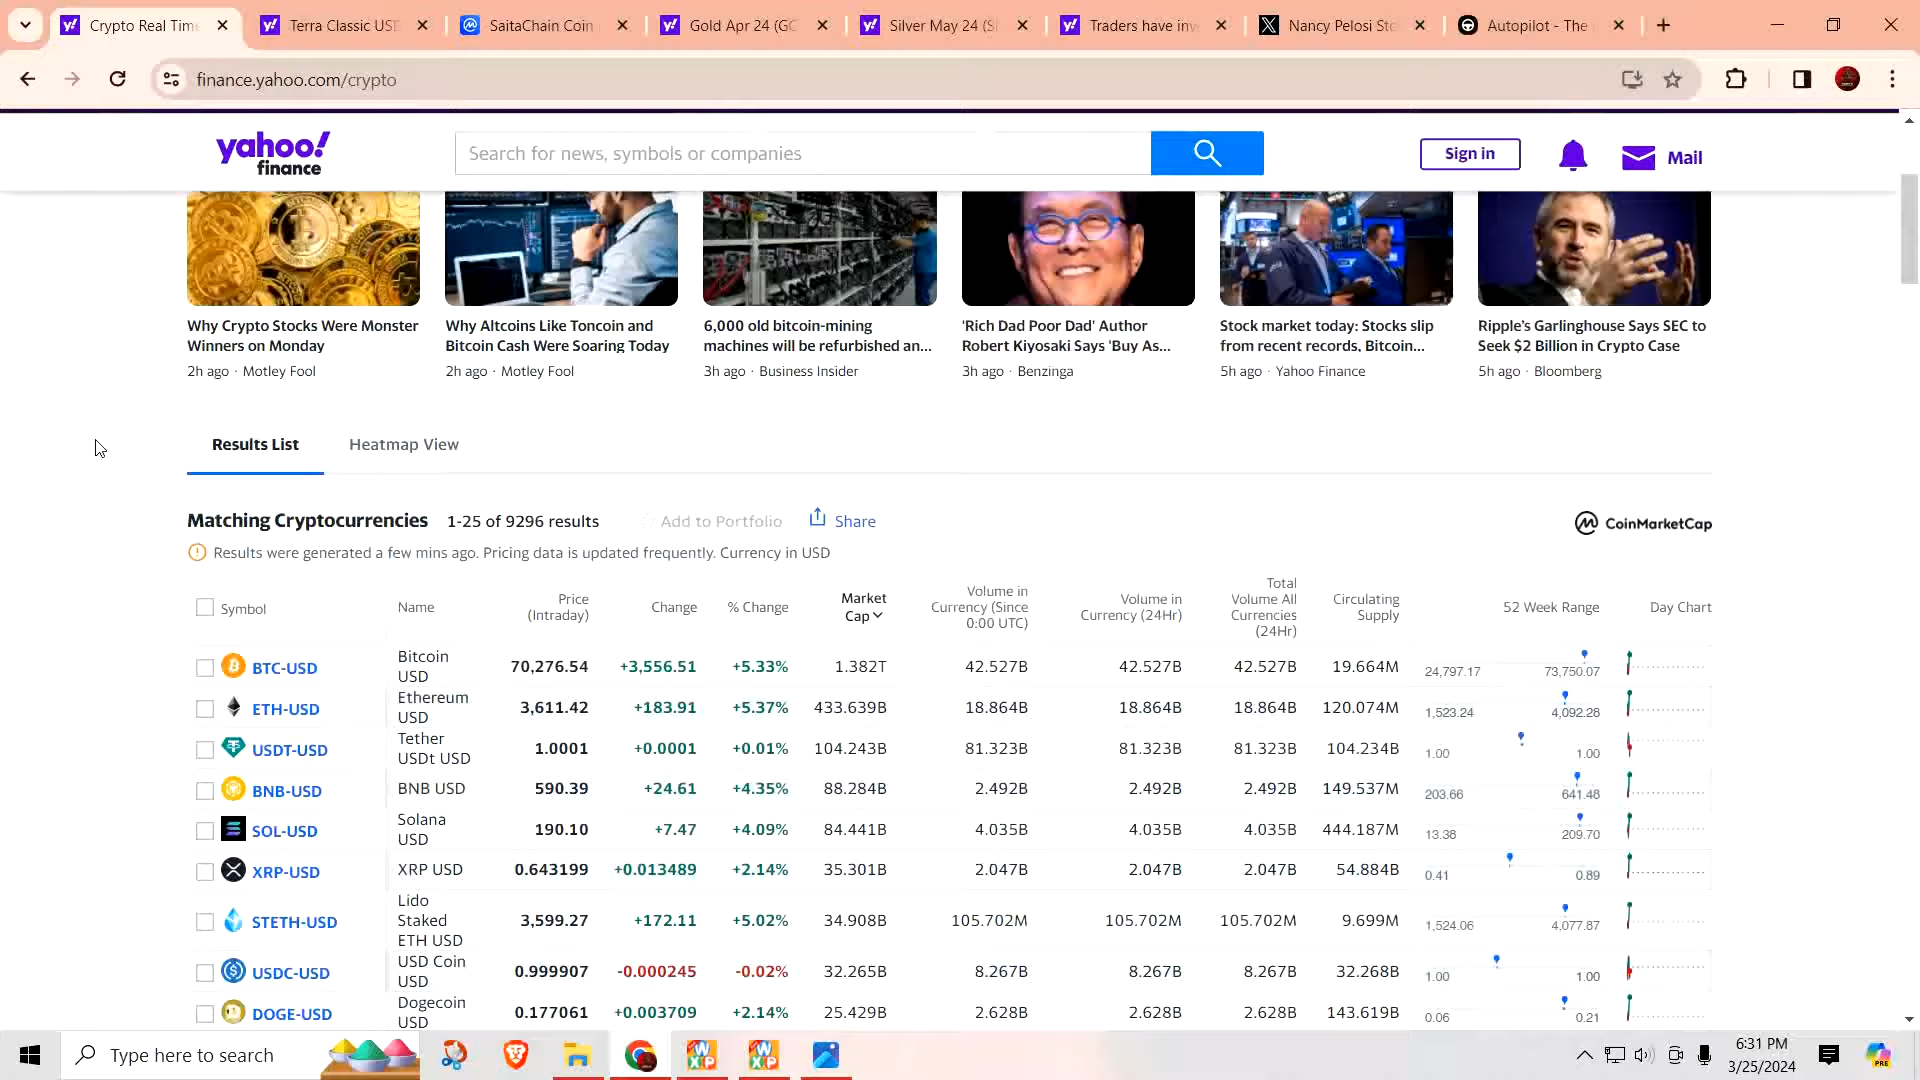 Crypto Real Time
Terra Classic USD
SaitaChain Coin
Gold Apr 24 (GC
Silver May 24 (SI
Traders have inv
Nancy Pelosi Sto
Autopilot - The
finance.yahoo.com/crypto
yahoo!
finance
Search for news, symbols or companies
Sign in
Mail
Why Crypto Stocks Were Monster
Winners on Monday
2h ago · Motley Fool
Why Altcoins Like Toncoin and
Bitcoin Cash Were Soaring Today
2h ago · Motley Fool
6,000 old bitcoin-mining
machines will be refurbished an...
3h ago · Business Insider
'Rich Dad Poor Dad' Author
Robert Kiyosaki Says 'Buy As...
3h ago · Benzinga
Stock market today: Stocks slip
from recent records, Bitcoin...
5h ago · Yahoo Finance
Ripple's Garlinghouse Says SEC to
Seek $2 Billion in Crypto Case
5h ago · Bloomberg
Results List
Heatmap View
Matching Cryptocurrencies 1-25 of 9296 results Add to Portfolio Share
CoinMarketCap
Results were generated a few mins ago. Pricing data is updated frequently. Currency in USD
Symbol
Name
Price
(Intraday)
Change
% Change
Market
Cap
Volume in
Currency (Since
0:00 UTC)
Volume in
Currency (24Hr)
Total
Volume All
Currencies
(24Hr)
Circulating
Supply
52 Week Range
Day Chart
BTC-USD Bitcoin USD 70,276.54 +3,556.51 +5.33% 1.382T 42.527B 42.527B 42.527B 19.664M 24,797.17 73,750.07
ETH-USD Ethereum USD 3,611.42 +183.91 +5.37% 433.639B 18.864B 18.864B 18.864B 120.074M 1,523.24 4,092.28
USDT-USD Tether USDt USD 1.0001 +0.0001 +0.01% 104.243B 81.323B 81.323B 81.323B 104.234B 1.00 1.00
BNB-USD BNB USD 590.39 +24.61 +4.35% 88.284B 2.492B 2.492B 2.492B 149.537M 203.66 641.48
SOL-USD Solana USD 190.10 +7.47 +4.09% 84.441B 4.035B 4.035B 4.035B 444.187M 13.38 209.70
XRP-USD XRP USD 0.643199 +0.013489 +2.14% 35.301B 2.047B 2.047B 2.047B 54.884B 0.41 0.89
STETH-USD Lido Staked ETH USD 3,599.27 +172.11 +5.02% 34.908B 105.702M 105.702M 105.702M 9.699M 1,524.06 4,077.87
USDC-USD USD Coin USD 0.999907 -0.000245 -0.02% 32.265B 8.267B 8.267B 8.267B 32.268B 1.00 1.00
DOGE-USD Dogecoin USD 0.177061 +0.003709 +2.14% 25.429B 2.628B 2.628B 2.628B 143.619B 0.06 0.21
Type here to search
6:31 PM
3/25/2024